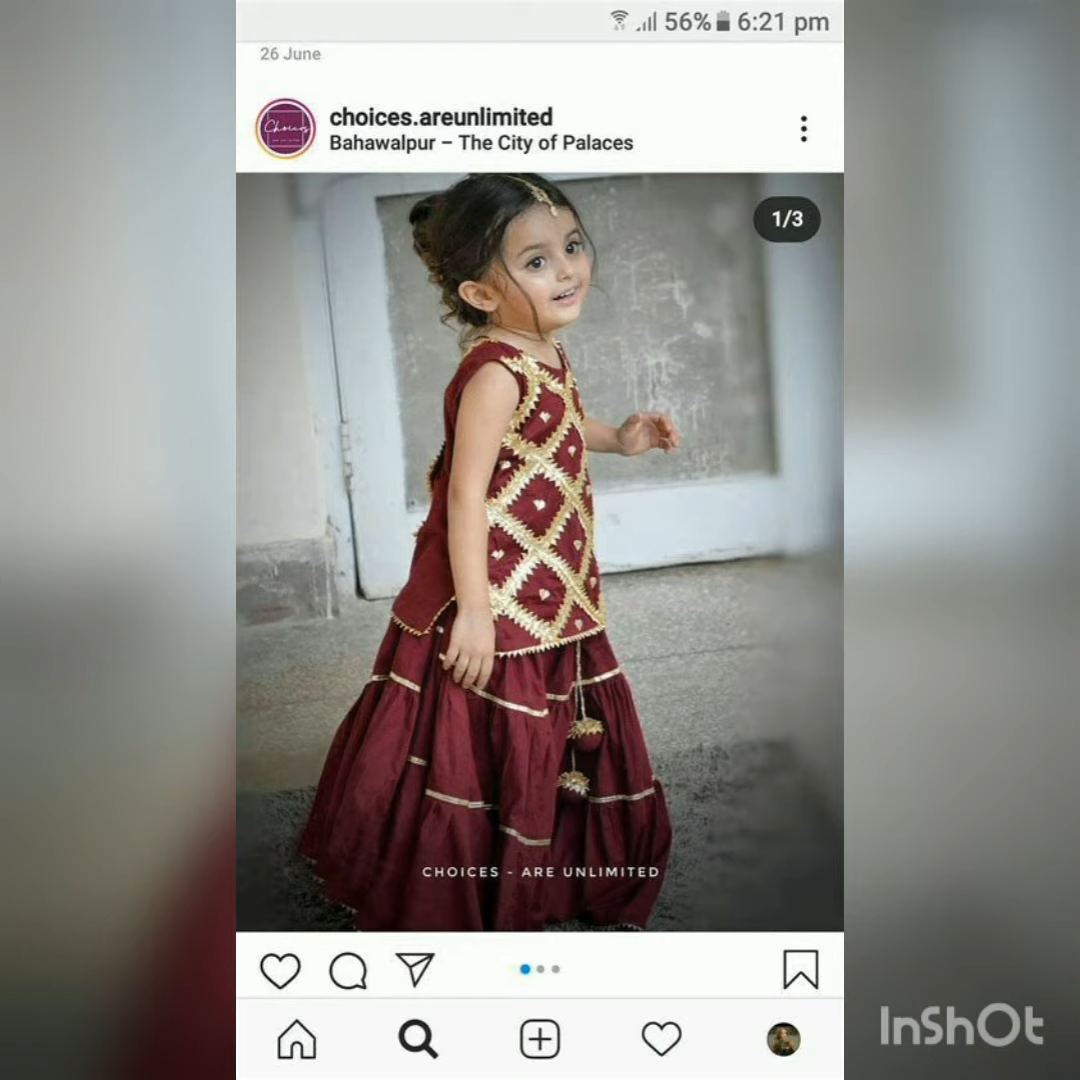 56% 6:21 pm
26 June
Choices
choices.areunlimited
Bahawalpur – The City of Palaces
1/3
CHOICES - ARE UNLIMITED
InShOt